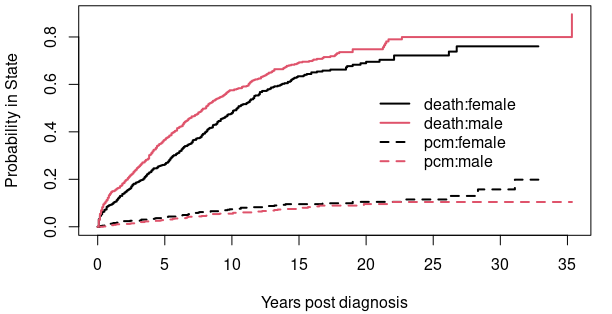 Probability in State
0.8
0.6
0.4
0.2
0.0
death:female
death:male
pcm:female
pcm:male
0 5 10 15 20 25 30 35
Years post diagnosis